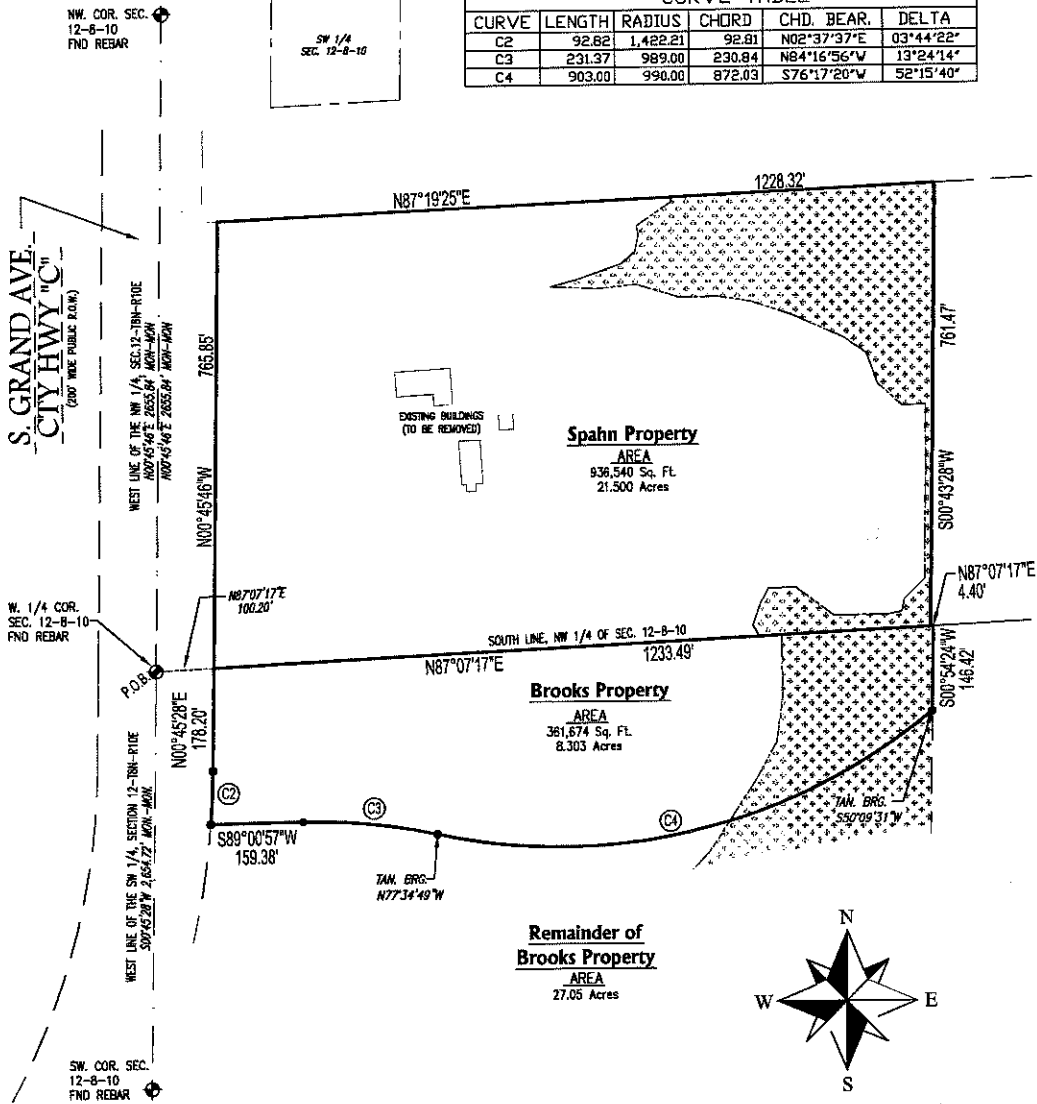 CURVE TABLE
CURVE LENGTH RADIUS CHORD CHD. BEAR. DELTA
C2 92.82 1,422.21 92.81 N02°37'37"E 03°44'22"
C3 231.37 989.00 230.84 N84°16'56"W 13°24'14"
C4 903.00 990.00 872.03 S76°17'20"W 52°15'40"
NW. COR. SEC.
12-8-10
FND REBAR
SW 1/4
SEC. 12-8-10
N87°19'25"E
1228.32'
S. GRAND AVE.
CTY HWY "C"
(200' WIDE PUBLIC R.O.W.)
WEST LINE OF THE NW 1/4, SEC.12-T8N-R10E
N00°45'46"E 2655.84' MON-MON
N00°45'46"E 2655.84' MON-MON
765.85'
N00°45'46"W
761.47'
S00°43'28"W
EXISTING BUILDINGS
(TO BE REMOVED)
Spahn Property
AREA
936,540 Sq. Ft.
21.500 Acres
N87°07'17"E
4.40'
N87°07'17"E
100.20'
W. 1/4 COR.
SEC. 12-8-10
FND REBAR
P.O.B.
SOUTH LINE, NW 1/4 OF SEC. 12-8-10
N87°07'17"E
1233.49'
S00°54'24"W
146.42'
Brooks Property
AREA
361,674 Sq. Ft.
8.303 Acres
N00°45'28"E
178.20'
C2
C3
C4
S89°00'57"W
159.38'
TAN. BRG.
N77°34'49"W
TAN. BRG.
S50°09'31"W
WEST LINE OF THE SW 1/4, SECTION 12-T8N-R10E
S00°45'28"W 2,654.72' MON.-MON.
Remainder of
Brooks Property
AREA
27.05 Acres
N
W
E
S
SW. COR. SEC.
12-8-10
FND REBAR